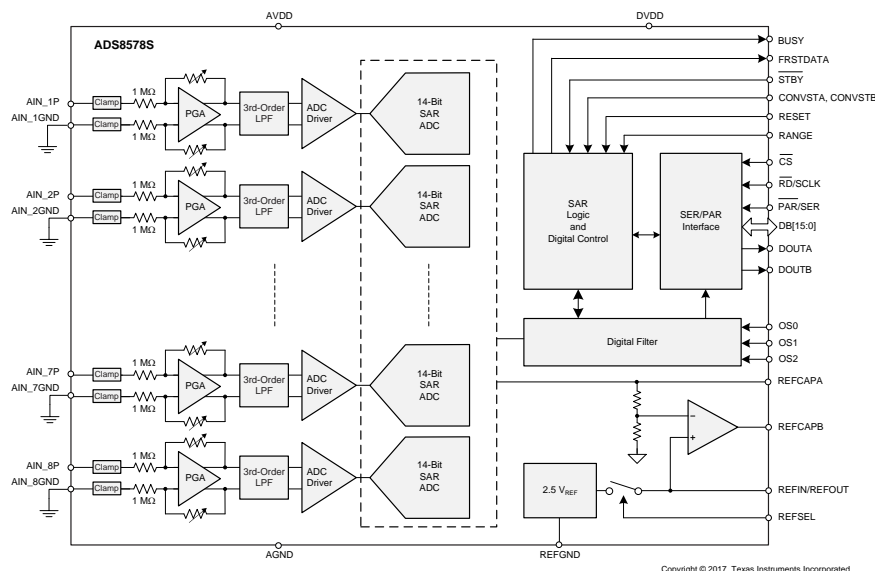 AVDD
DVDD
ADS8578S
AIN_1P
AIN_1GND
Clamp
Clamp
1 MΩ
1 MΩ
PGA
3rd-Order
LPF
ADC
Driver
14-Bit
SAR
ADC
AIN_2P
AIN_2GND
Clamp
Clamp
1 MΩ
1 MΩ
PGA
3rd-Order
LPF
ADC
Driver
14-Bit
SAR
ADC
AIN_7P
AIN_7GND
Clamp
Clamp
1 MΩ
1 MΩ
PGA
3rd-Order
LPF
ADC
Driver
14-Bit
SAR
ADC
AIN_8P
AIN_8GND
Clamp
Clamp
1 MΩ
1 MΩ
PGA
3rd-Order
LPF
ADC
Driver
14-Bit
SAR
ADC
SAR
Logic
and
Digital Control
SER/PAR
Interface
Digital Filter
2.5 VREF
BUSY
FRSTDATA
STBY
CONVSTA, CONVSTB
RESET
RANGE
CS
RD/SCLK
PAR/SER
DB[15:0]
DOUTA
DOUTB
OS0
OS1
OS2
REFCAPA
REFCAPB
REFIN/REFOUT
REFSEL
AGND
REFGND
Copyright © 2017, Texas Instruments Incorporated